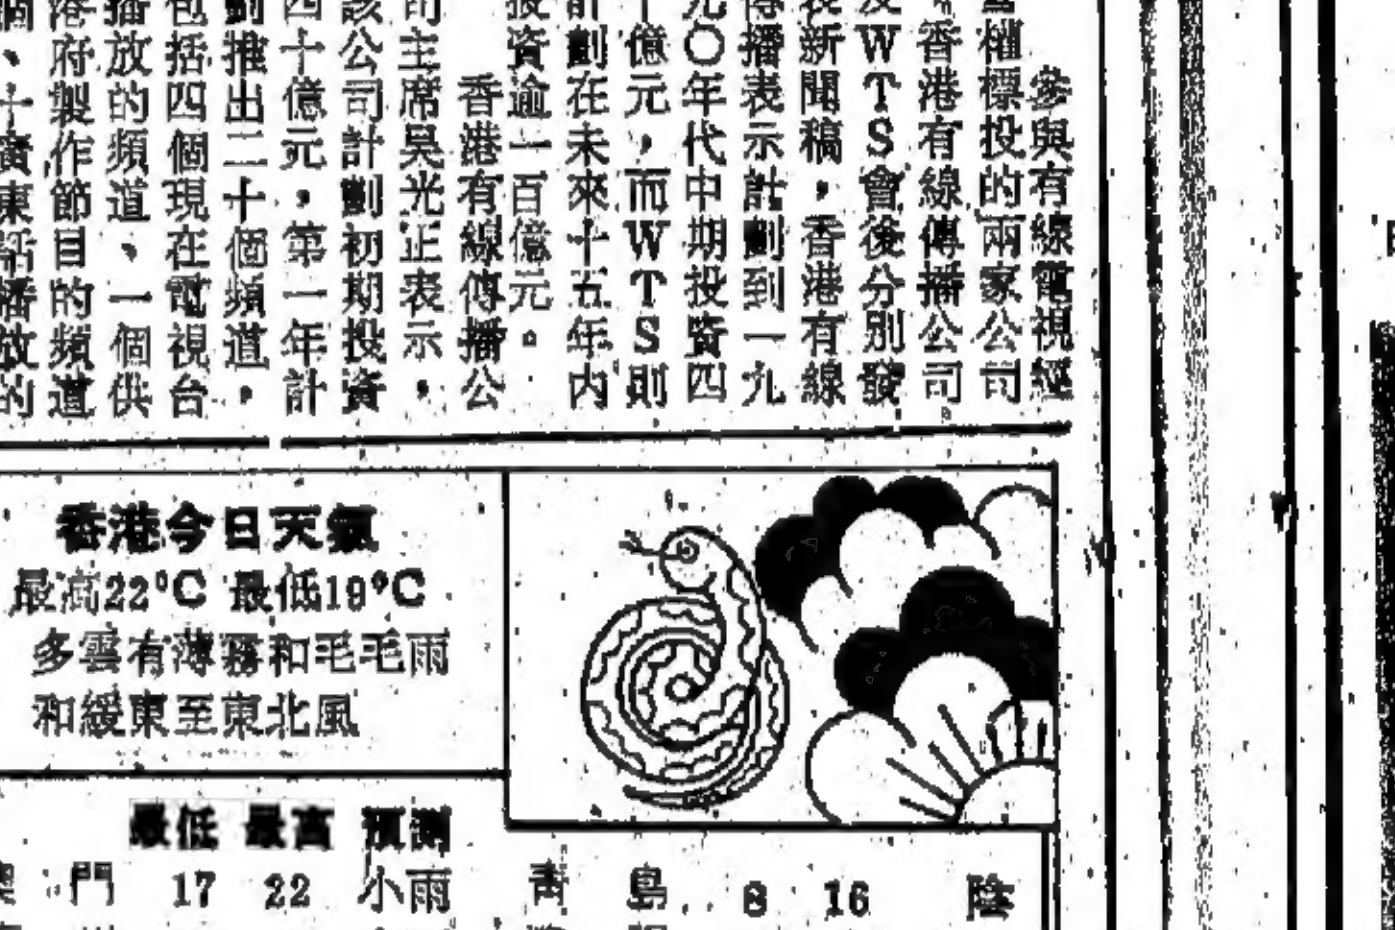 參與有線電視經
權標投的兩家公司
香港有線傳播公司
WTS會後分別發
新聞稿，香港有線
傳播表示計劃到一九
九〇年代中期投資四
十億元，而WTS則
計劃在未來十五年內
投資逾一百億元。
香港有線傳播公
司主席吳光正表示，
該公司計劃初期投資
四十億元，第一年計
劃推出二十個頻道，
包括四個現在電視台
播放的頻道、一個供
港府製作節目的頻道
、十廣東話播放的
香港今日天氣
最高22°C 最低19°C
多雲有薄霧和毛毛雨
和緩東至東北風
最低 最高 預測
門 17 22 小雨
青島 8 16 陰